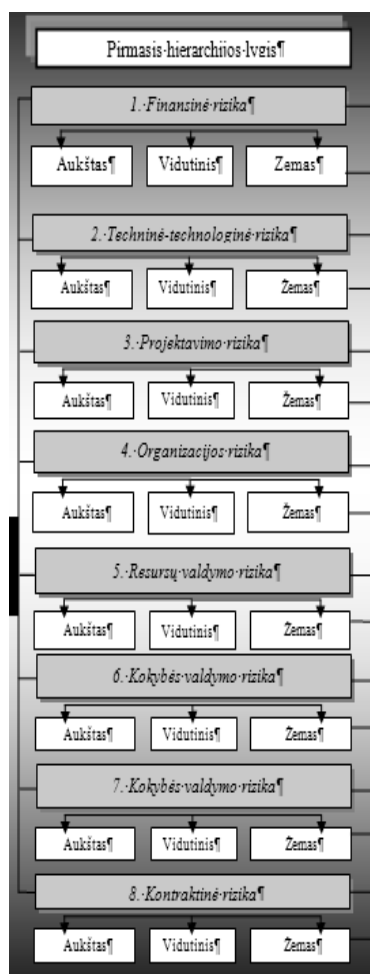 Pirmasis·hierarchijos·lygis¶
1.·Finansinė·rizika¶
Aukštas¶ Vidutinis¶ Žemas¶
2.·Techninė-technologinė·rizika¶
Aukštas¶ Vidutinis¶ Žemas¶
3.·Projektavimo·rizika¶
Aukštas¶ Vidutinis¶ Žemas¶
4.·Organizacijos·rizika¶
Aukštas¶ Vidutinis¶ Žemas¶
5.·Resursų·valdymo·rizika¶
Aukštas¶ Vidutinis¶ Žemas¶
6.·Kokybės·valdymo·rizika¶
Aukštas¶ Vidutinis¶ Žemas¶
7.·Kokybės·valdymo·rizika¶
Aukštas¶ Vidutinis¶ Žemas¶
8.·Kontraktinė·rizika¶
Aukštas¶ Vidutinis¶ Žemas¶